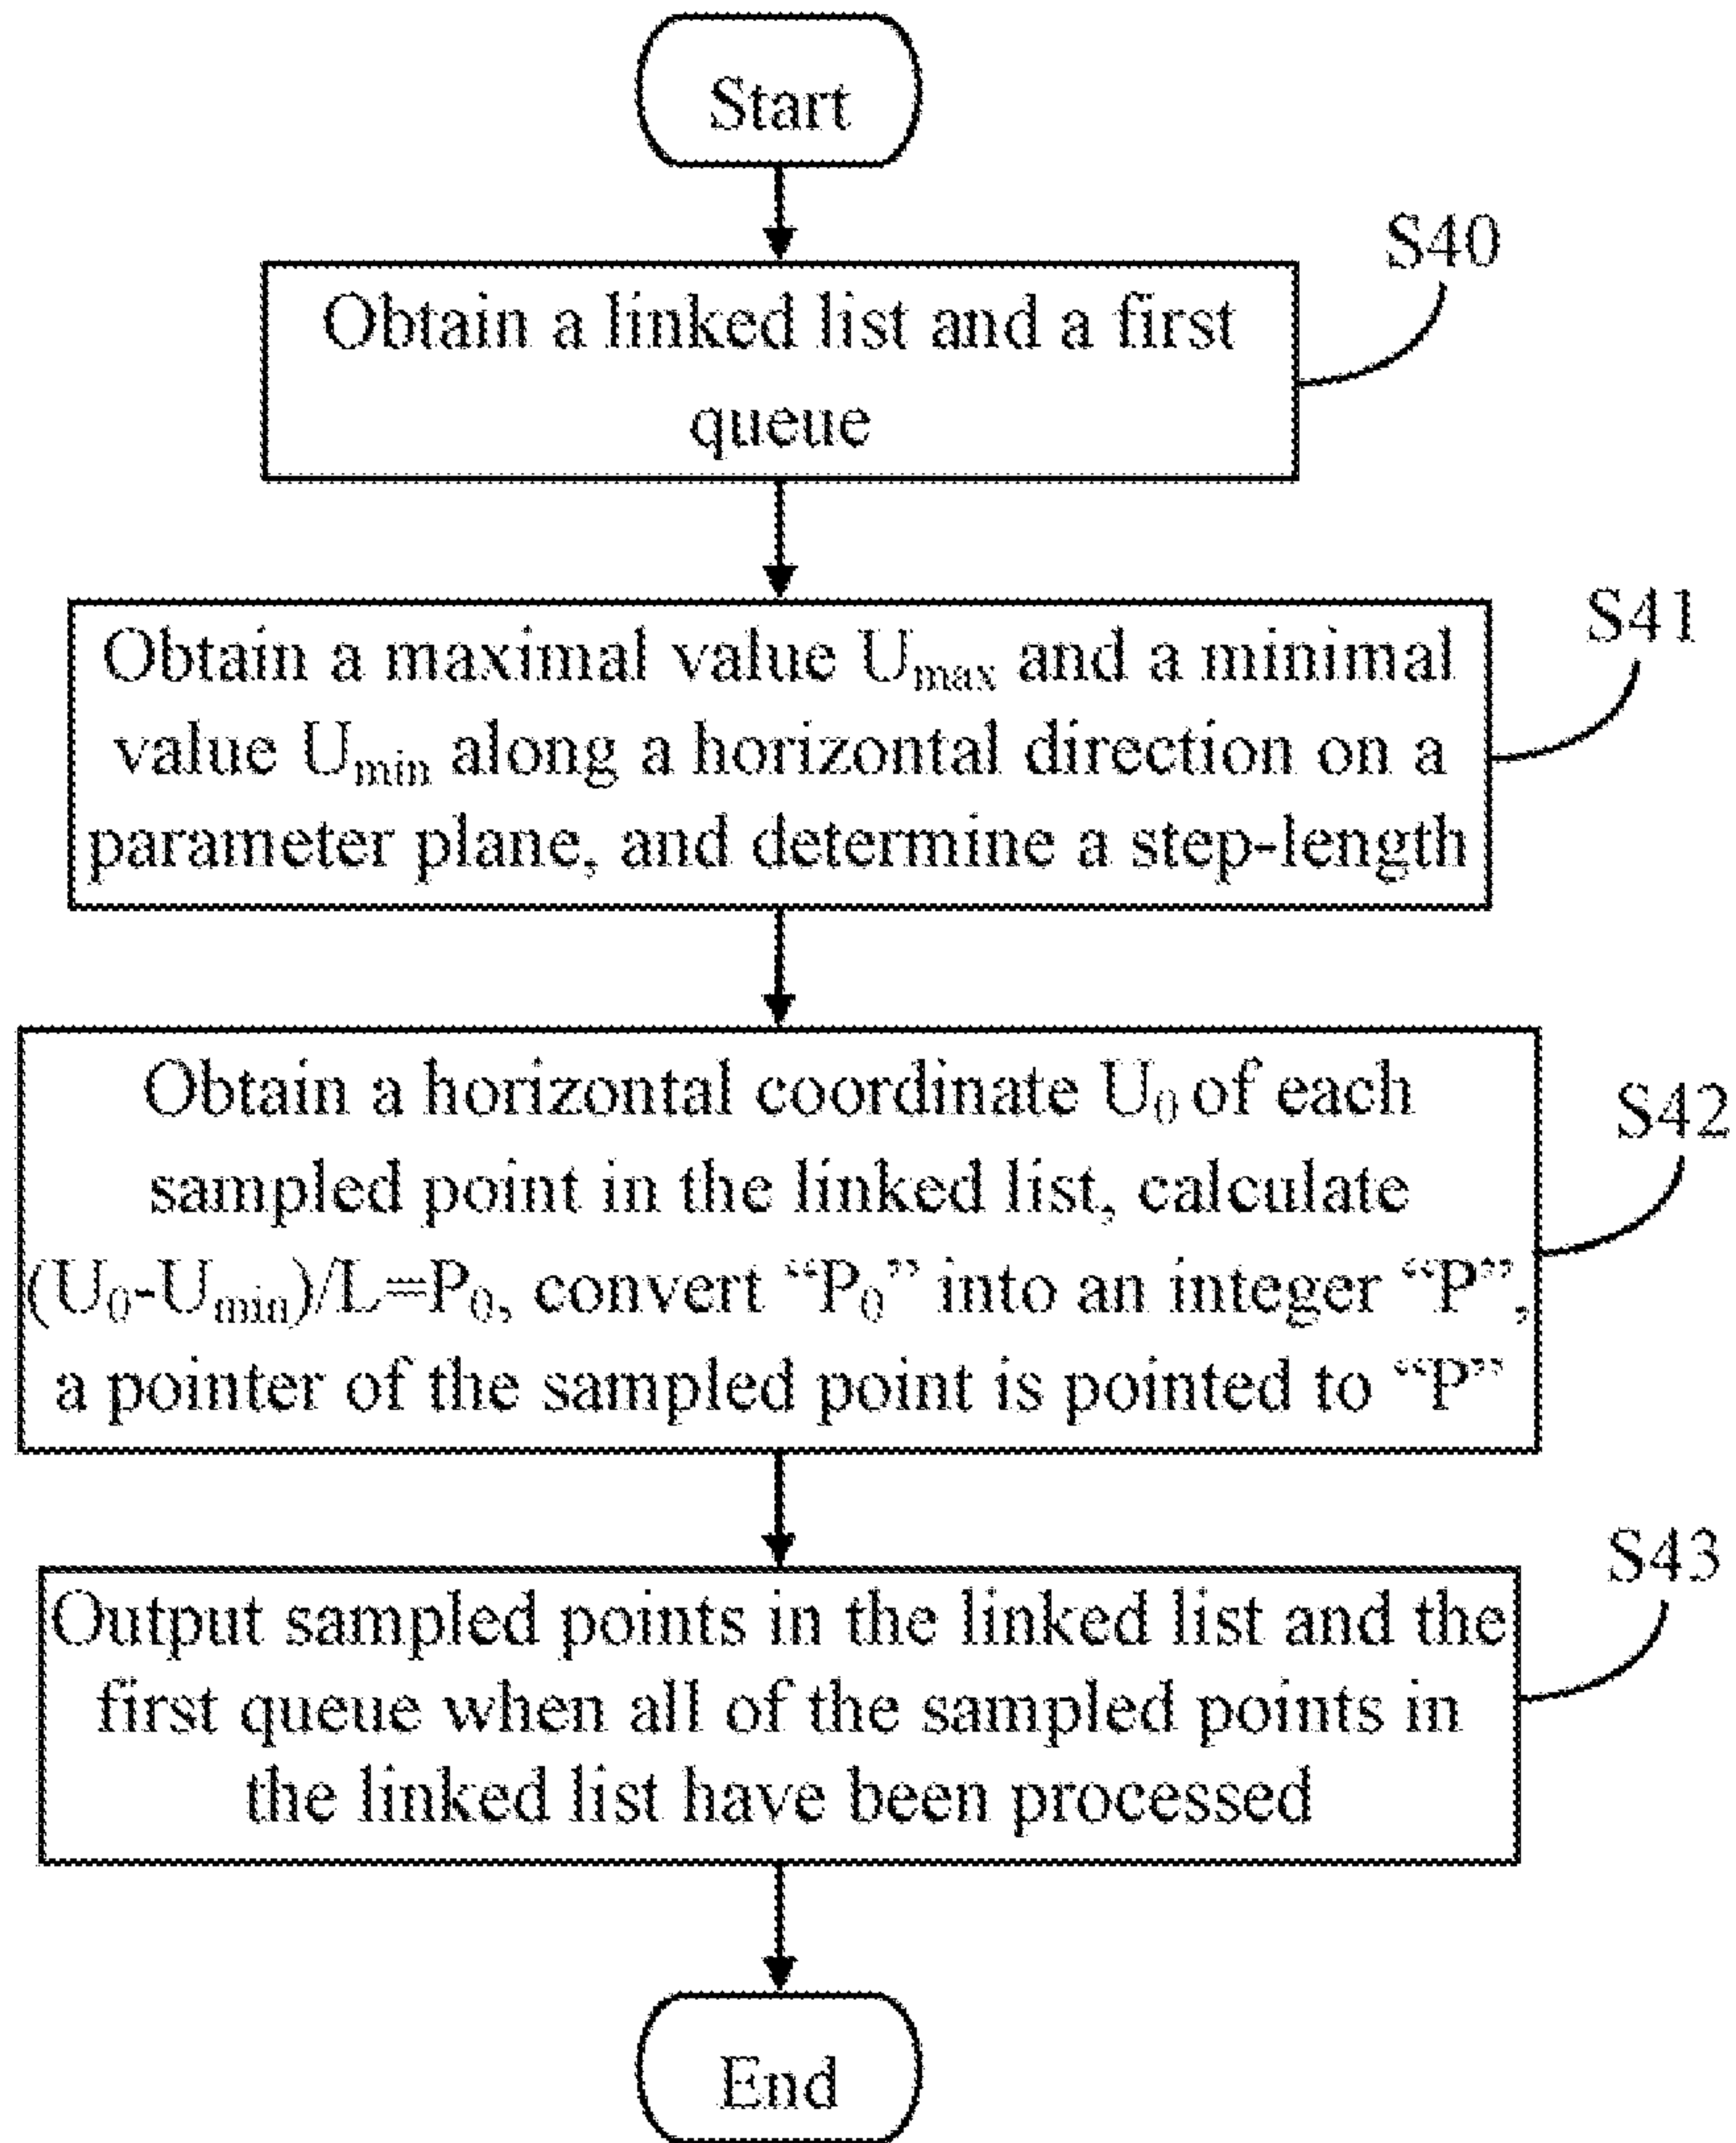 Start
S40
Obtain a linked list and a first
queue
S41
Obtain a maximal value Umax and a minimal
value Umin along a horizontal direction on a
parameter plane, and determine a step-length
S42
Obtain a horizontal coordinate U0 of each
sampled point in the linked list, calculate
(U0-Umin)/L=P0, convert “P0” into an integer “P”,
a pointer of the sampled point is pointed to “P”
S43
Output sampled points in the linked list and the
first queue when all of the sampled points in
the linked list have been processed
End